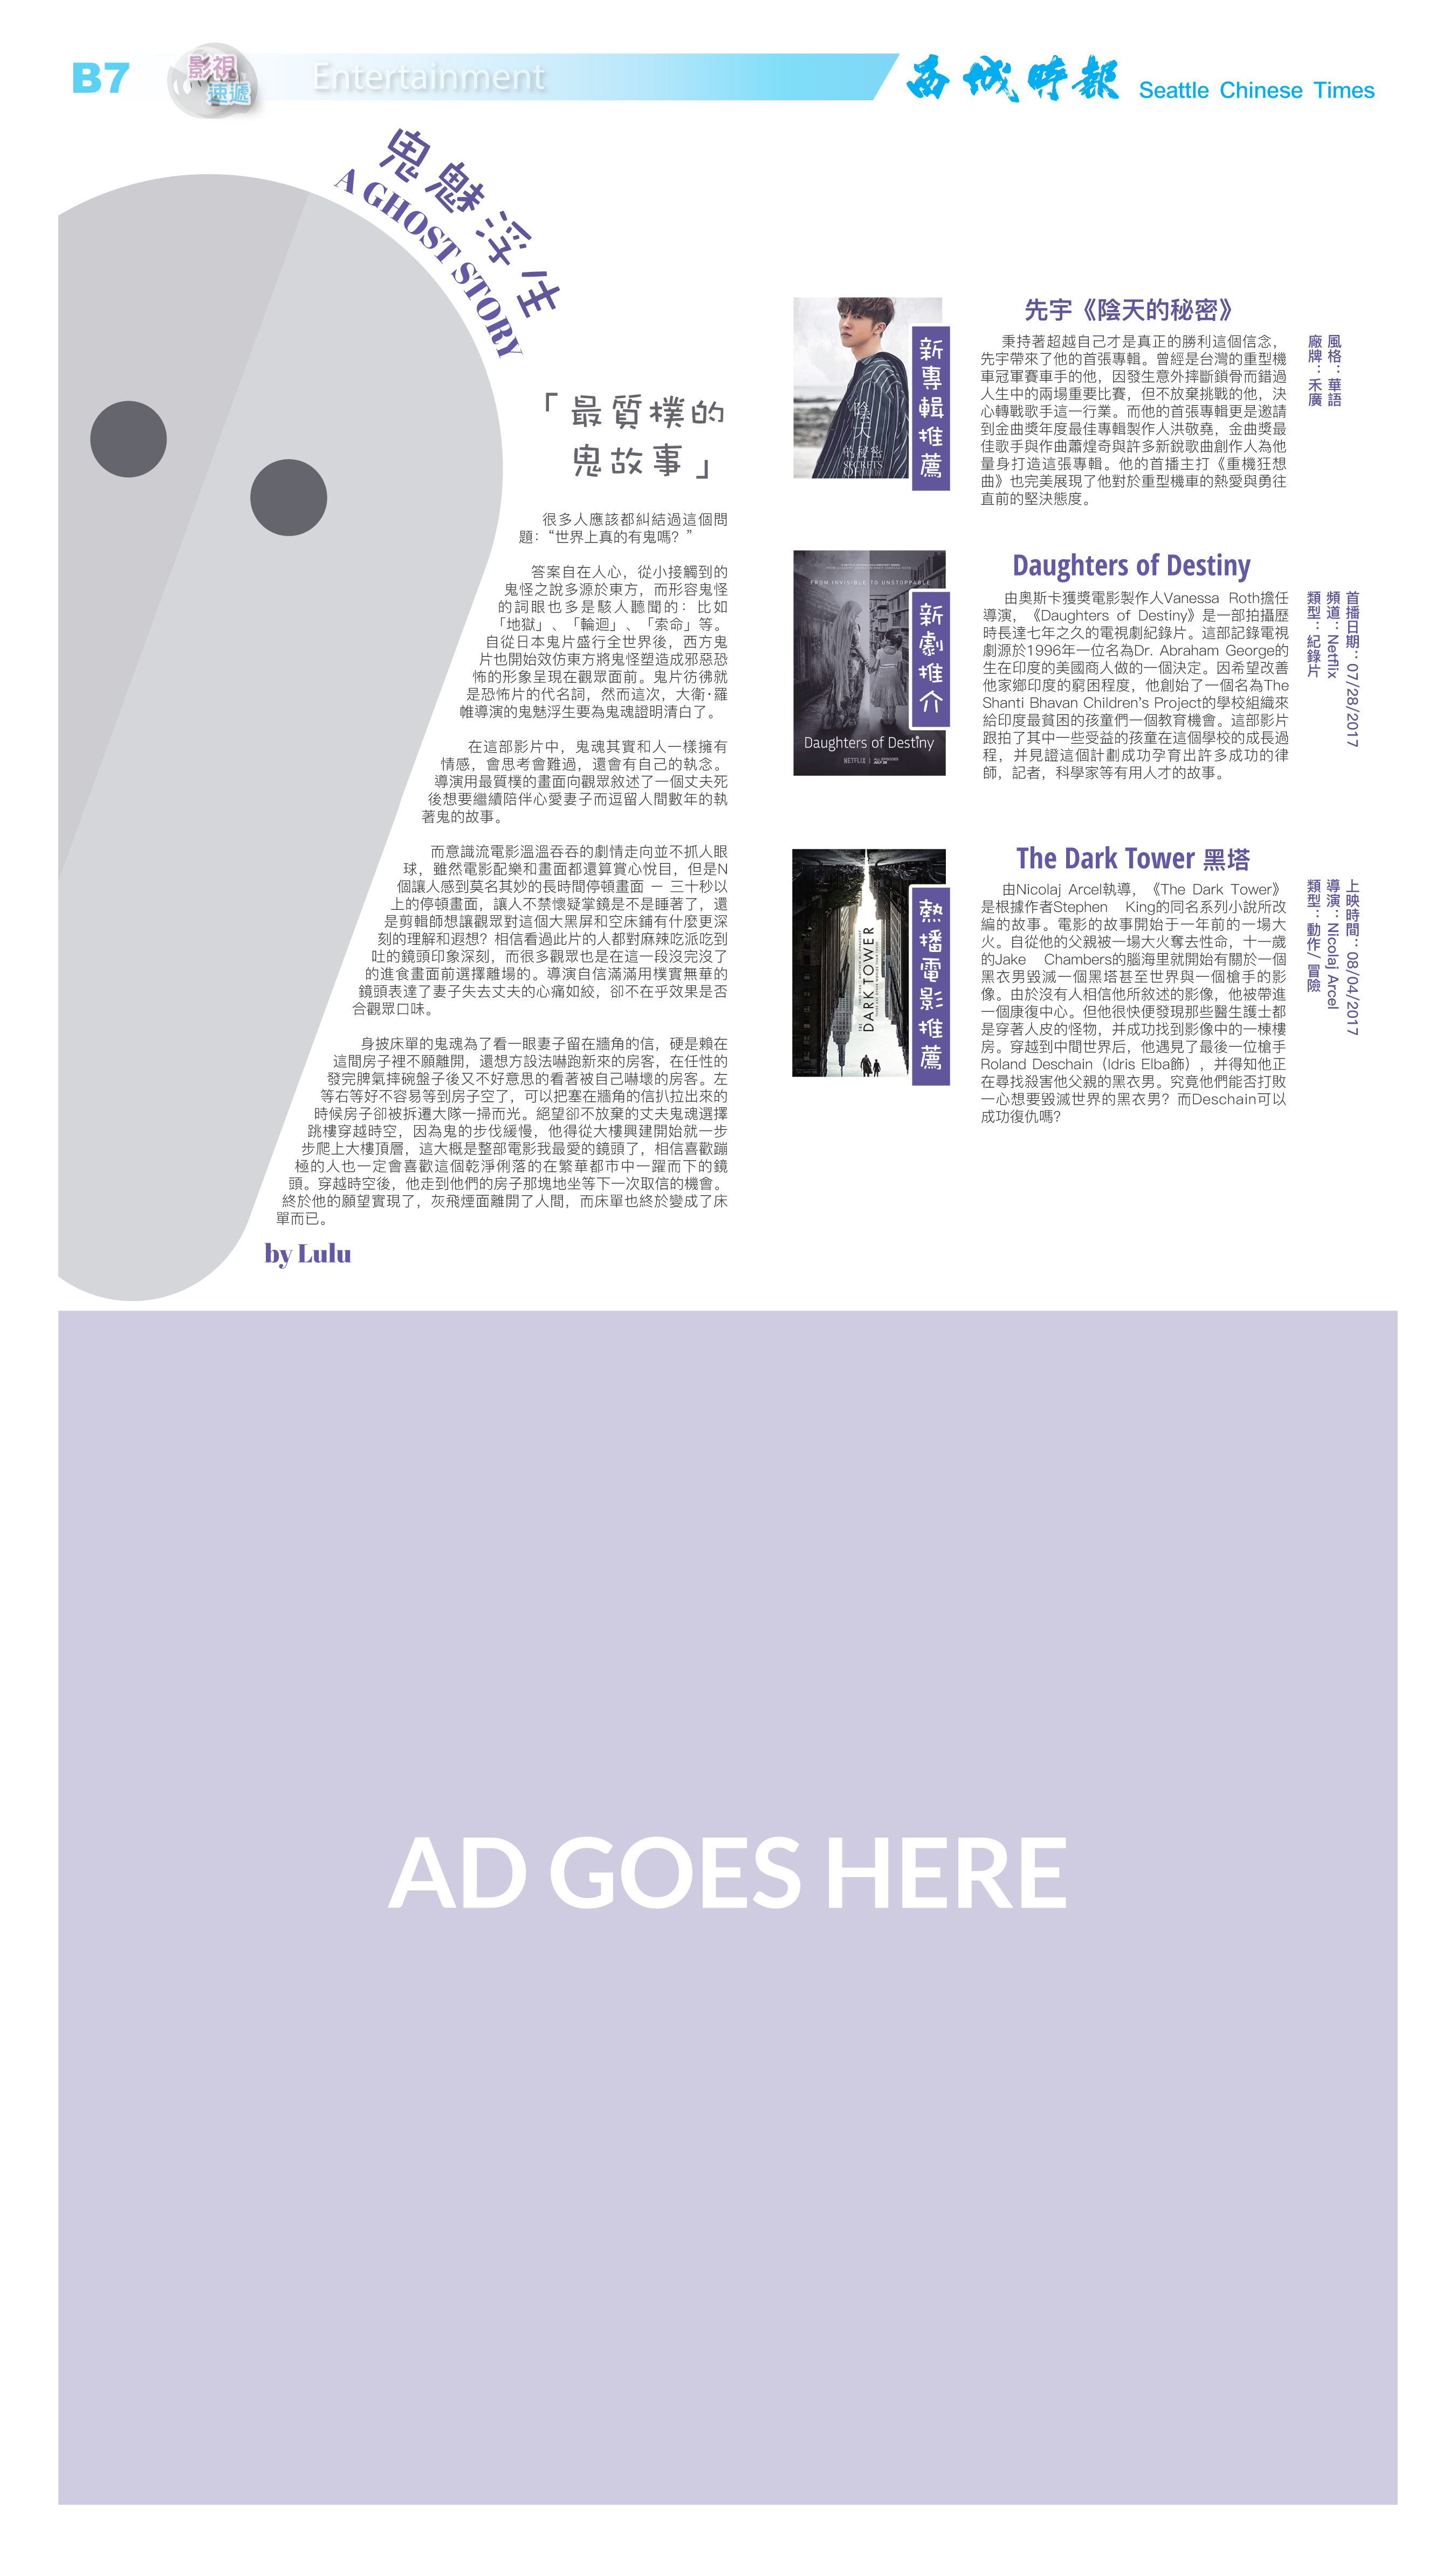 B7
影視
速遞
Entertainment
西城時報
Seattle Chinese Times
鬼魅浮生
A GHOST STORY
「最質樸的
鬼故事」
很多人應該都糾結過這個問
題：“世界上真的有鬼嗎？”
答案自在人心，從小接觸到的
鬼怪之說多源於東方，而形容鬼怪
的詞眼也多是駭人聽聞的：比如
「地獄」、「輪迴」、「索命」等。
自從日本鬼片盛行全世界後，西方鬼
片也開始效仿東方將鬼怪塑造成邪惡恐
怖的形象呈現在觀眾面前。鬼片彷彿就
是恐怖片的代名詞，然而這次，大衛·羅
帷導演的鬼魅浮生要為鬼魂證明清白了。
在這部影片中，鬼魂其實和人一樣擁有
情感，會思考會難過，還會有自己的執念。
導演用最質樸的畫面向觀眾敘述了一個丈夫死
後想要繼續陪伴心愛妻子而逗留人間數年的執
著鬼的故事。
而意識流電影溫溫吞吞的劇情走向並不抓人眼
球，雖然電影配樂和畫面都還算賞心悅目，但是N
個讓人感到莫名其妙的長時間停頓畫面 － 三十秒以
上的停頓畫面，讓人不禁懷疑掌鏡是不是睡著了，還
是剪輯師想讓觀眾對這個大黑屏和空床鋪有什麼更深
刻的理解和遐想？相信看過此片的人都對麻辣吃派吃到
吐的鏡頭印象深刻，而很多觀眾也是在這一段沒完沒了
的進食畫面前選擇離場的。導演自信滿滿用樸實無華的
鏡頭表達了妻子失去丈夫的心痛如絞，卻不在乎效果是否
合觀眾口味。
身披床單的鬼魂為了看一眼妻子留在牆角的信，硬是賴在
這間房子裡不願離開，還想方設法嚇跑新來的房客，在任性的
發完脾氣摔碗盤子後又不好意思的看著被自己嚇壞的房客。左
等右等好不容易等到房子空了，可以把塞在牆角的信扒拉出來的
時候房子卻被拆遷大隊一掃而光。絕望卻不放棄的丈夫鬼魂選擇
跳樓穿越時空，因為鬼的步伐緩慢，他得從大樓興建開始就一步
步爬上大樓頂層，這大概是整部電影我最愛的鏡頭了，相信喜歡蹦
極的人也一定會喜歡這個乾淨俐落的在繁華都市中一躍而下的鏡
頭。穿越時空後，他走到他們的房子那塊地坐等下一次取信的機會。
終於他的願望實現了，灰飛煙面離開了人間，而床單也終於變成了床
單而已。
by Lulu
陰天
的秘密
SECRETS
OF
新專輯推薦
先宇《陰天的秘密》
秉持著超越自己才是真正的勝利這個信念，
先宇帶來了他的首張專輯。曾經是台灣的重型機
車冠軍賽車手的他，因發生意外摔斷鎖骨而錯過
人生中的兩場重要比賽，但不放棄挑戰的他，決
心轉戰歌手這一行業。而他的首張專輯更是邀請
到金曲獎年度最佳專輯製作人洪敬堯，金曲獎最
佳歌手與作曲蕭煌奇與許多新銳歌曲創作人為他
量身打造這張專輯。他的首播主打《重機狂想
曲》也完美展現了他對於重型機車的熱愛與勇往
直前的堅決態度。
風格：華語
廠牌：禾廣
FROM INVISIBLE TO UNSTOPPABLE
Daughters of Destiny
NETFLIX
新劇推介
Daughters of Destiny
由奧斯卡獲獎電影製作人Vanessa Roth擔任
導演，《Daughters of Destiny》是一部拍攝歷
時長達七年之久的電視劇紀錄片。這部記錄電視
劇源於1996年一位名為Dr. Abraham George的
生在印度的美國商人做的一個決定。因希望改善
他家鄉印度的窮困程度，他創始了一個名為The
Shanti Bhavan Children's Project的學校組織來
給印度最貧困的孩童們一個教育機會。這部影片
跟拍了其中一些受益的孩童在這個學校的成長過
程，并見證這個計劃成功孕育出許多成功的律
師，記者，科學家等有用人才的故事。
首播日期：07/28/2017
頻道：Netflix
類型：紀錄片
DARK TOWER
熱播電影推薦
The Dark Tower 黑塔
由Nicolaj Arcel執導，《The Dark Tower》
是根據作者Stephen King的同名系列小說所改
編的故事。電影的故事開始于一年前的一場大
火。自從他的父親被一場大火奪去性命，十一歲
的Jake Chambers的腦海里就開始有關於一個
黑衣男毀滅一個黑塔甚至世界與一個槍手的影
像。由於沒有人相信他所敘述的影像，他被帶進
一個康復中心。但他很快便發現那些醫生護士都
是穿著人皮的怪物，并成功找到影像中的一棟樓
房。穿越到中間世界后，他遇見了最後一位槍手
Roland Deschain（Idris Elba飾），并得知他正
在尋找殺害他父親的黑衣男。究竟他們能否打敗
一心想要毀滅世界的黑衣男？而Deschain可以
成功復仇嗎？
上映時間：08/04/2017
導演：Nicolaj Arcel
類型：動作/ 冒險
AD GOES HERE